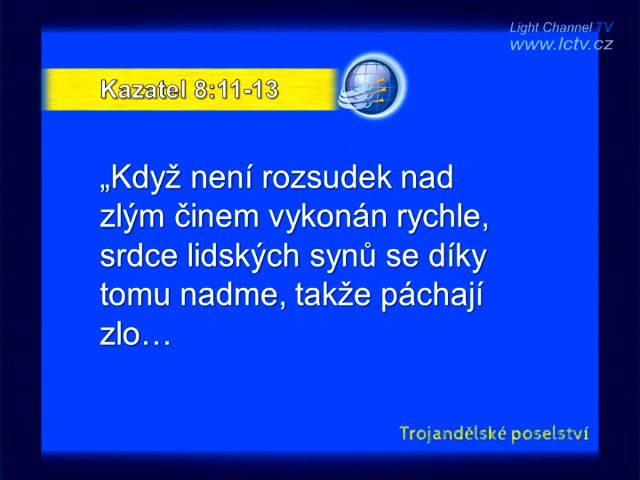 Light Channel TV
www.lctv.cz
Kazatel 8:11-13
„Když není rozsudek nad
zlým činem vykonán rychle,
srdce lidských synů se díky
tomu nadme, takže páchají
zlo…
Trojandělské poselství